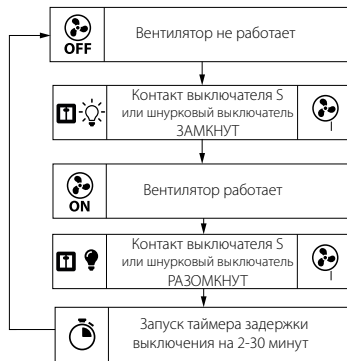 OFF
Вентилятор не работает
Контакт выключателя S
или шнурковый выключатель
ЗАМКНУТ
ON
Вентилятор работает
Контакт выключателя S
или шнурковый выключатель
РАЗОМКНУТ
Запуск таймера задержки
выключения на 2-30 минут